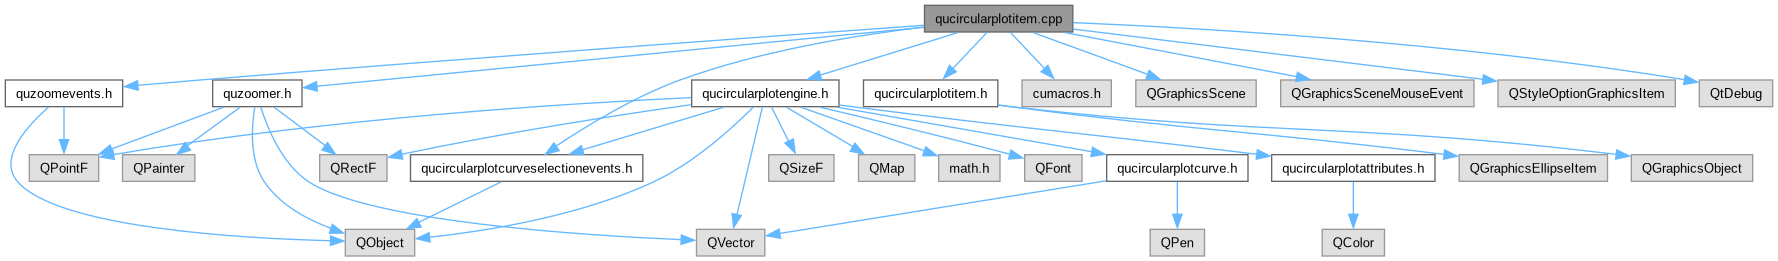 qucircularplotitem.cpp
quzoomevents.h
quzoomer.h
qucircularplotengine.h
qucircularplotitem.h
cumacros.h
QGraphicsScene
QGraphicsSceneMouseEvent
QStyleOptionGraphicsItem
QtDebug
QPointF
QPainter
QRectF
qucircularplotcurveselectionevents.h
QSizeF
QMap
math.h
QFont
qucircularplotcurve.h
qucircularplotattributes.h
QGraphicsEllipseItem
QGraphicsObject
QObject
QVector
QPen
QColor